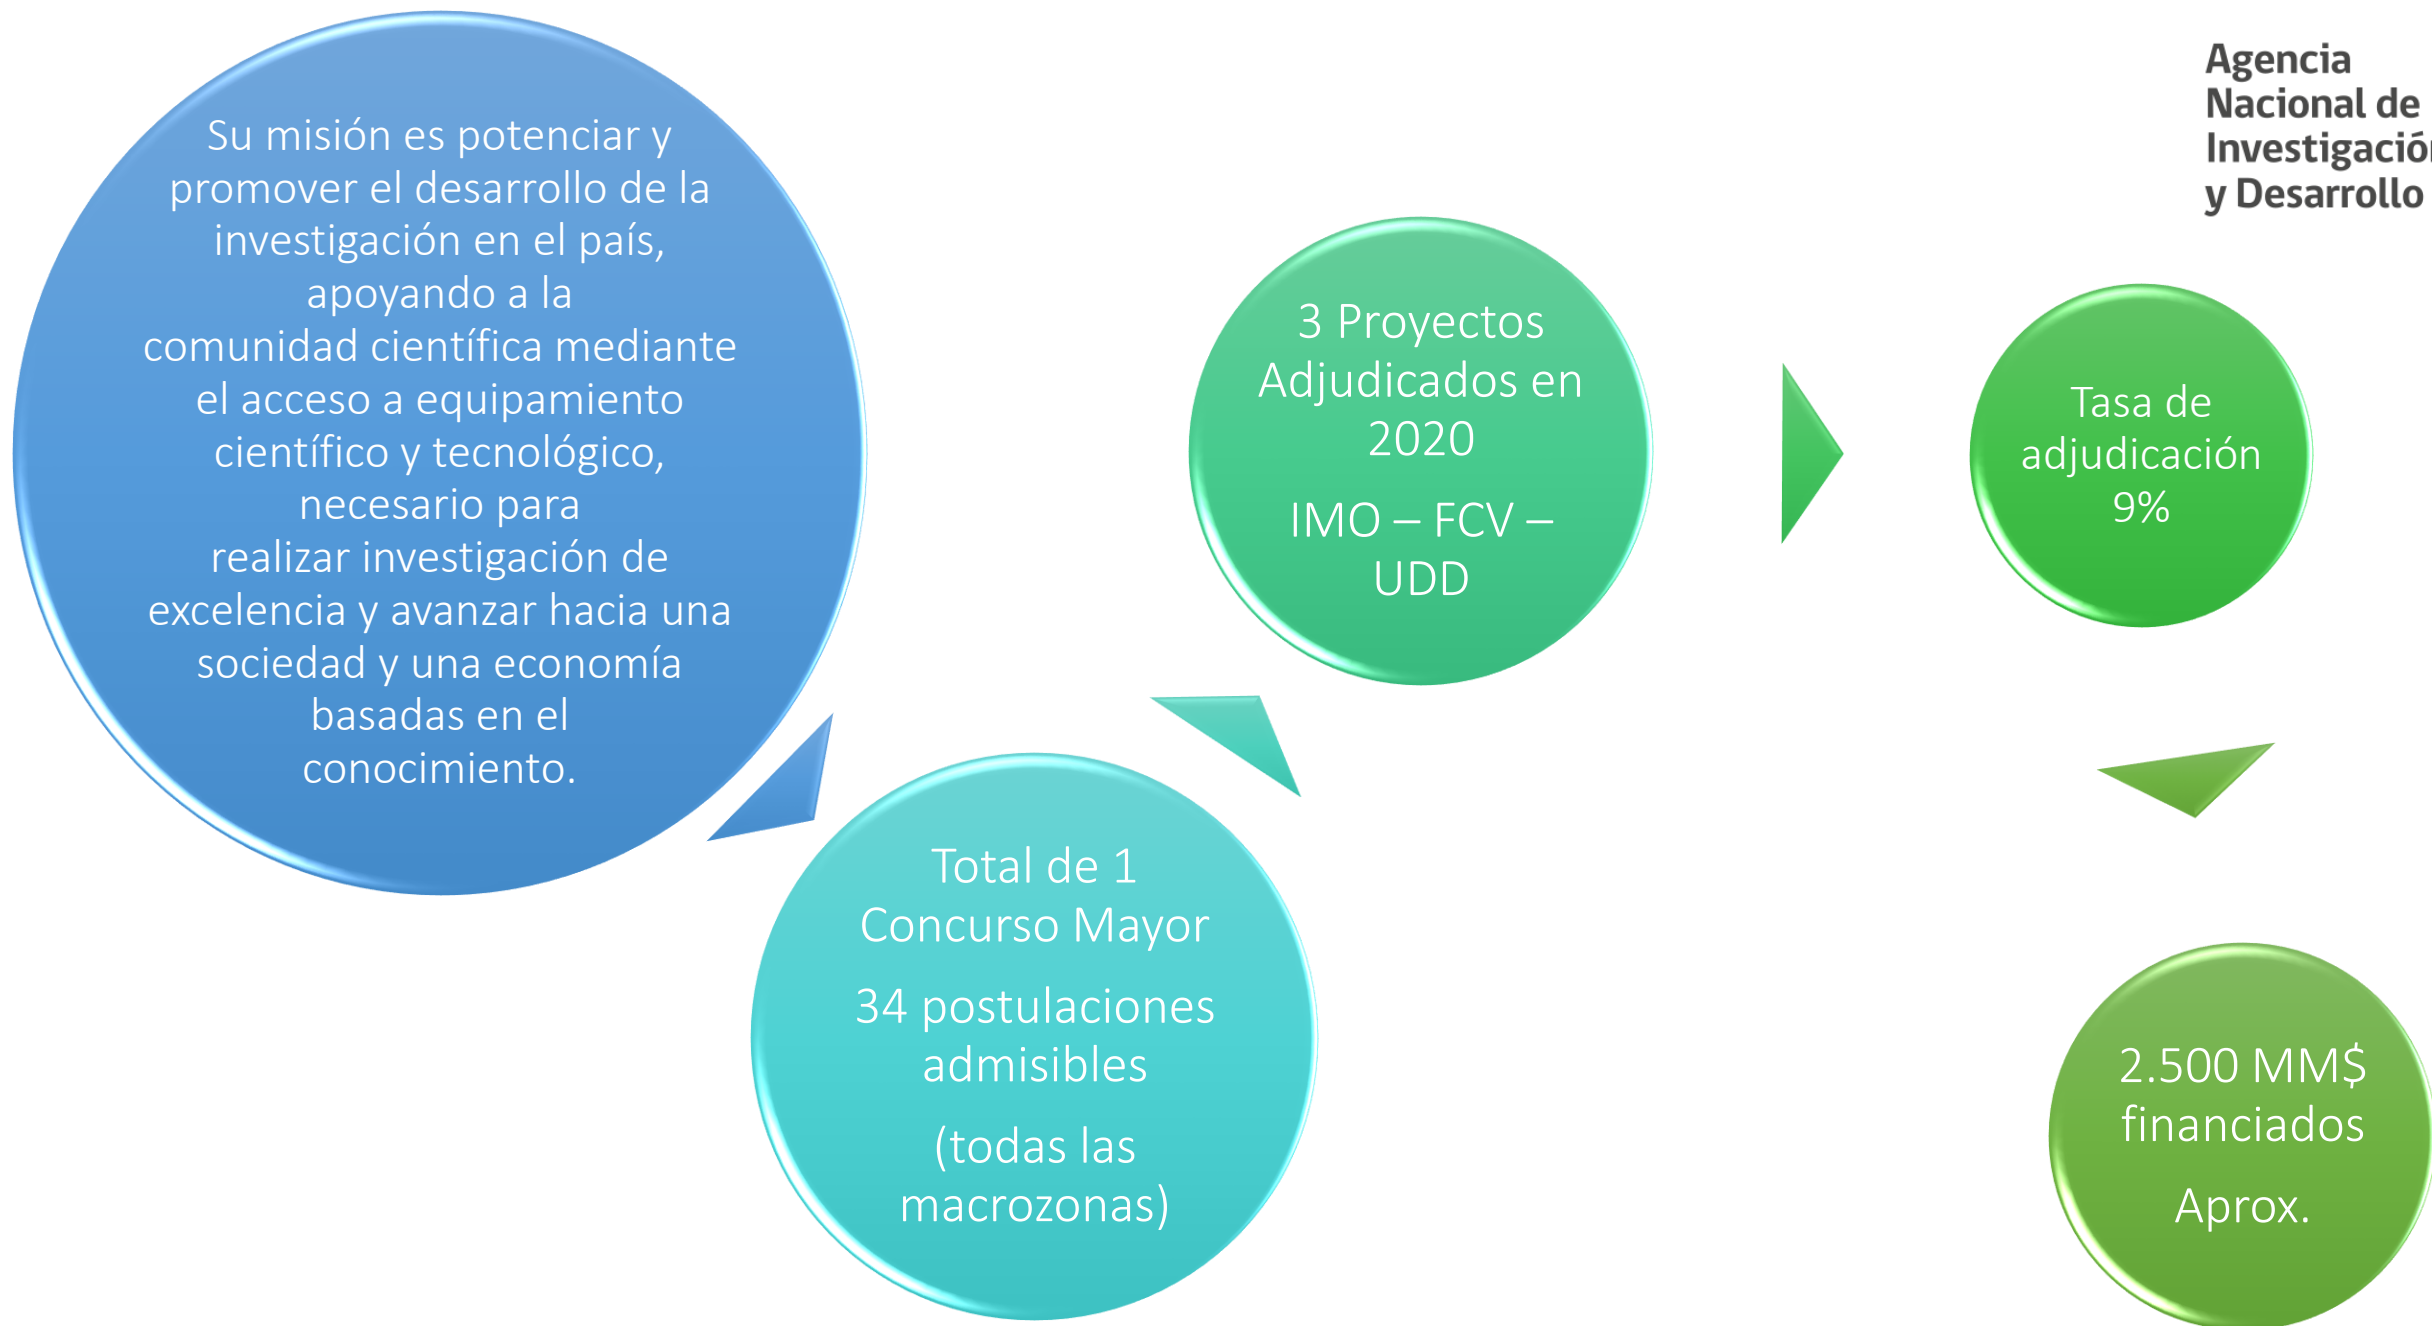 Su misión es potenciar y
promover el desarrollo de la
investigación en el país,
apoyando a la
comunidad científica mediante
el acceso a equipamiento
científico y tecnológico,
necesario para
realizar investigación de
excelencia y avanzar hacia una
sociedad y una economía
basadas en el
conocimiento.
Total de 1
Concurso Mayor
34 postulaciones
admisibles
(todas las
macrozonas)
3 Proyectos
Adjudicados en
2020
IMO – FCV –
UDD
Tasa de
adjudicación
9%
2.500 MM$
financiados
Aprox.
Agencia
Nacional de
Investigación
y Desarrollo